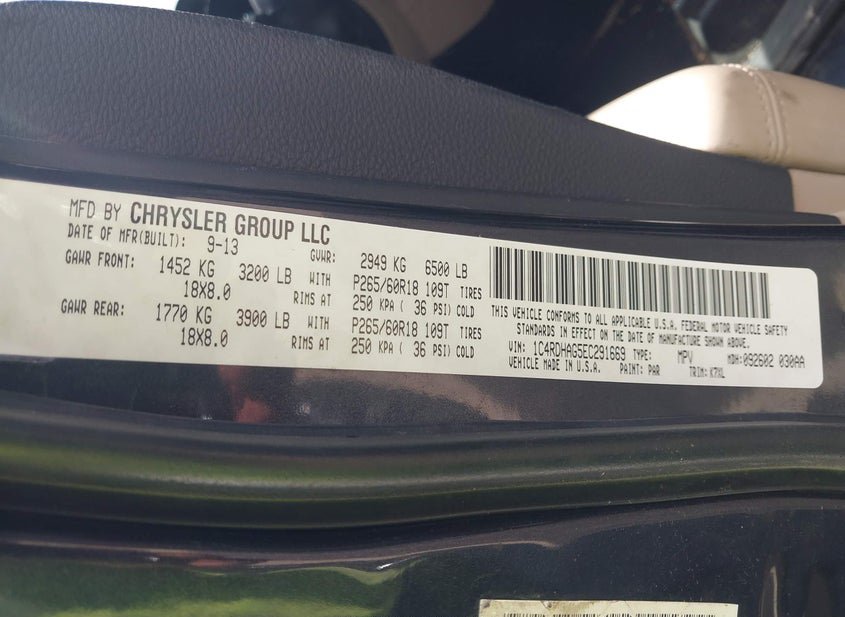 MFD BY CHRYSLER GROUP LLC
DATE OF MFR(BUILT): 9-13 GVWR: 2949 KG 6500 LB
GAWR FRONT: 1452 KG 3200 LB WITH P265/60R18 109T TIRES
18X8.0 RIMS AT 250 KPA ( 36 PSI) COLD
GAWR REAR: 1770 KG 3900 LB WITH P265/60R18 109T TIRES
18X8.0 RIMS AT 250 KPA ( 36 PSI) COLD
THIS VEHICLE CONFORMS TO ALL APPLICABLE U.S.A. FEDERAL MOTOR VEHICLE SAFETY
STANDARDS IN EFFECT ON THE DATE OF MANUFACTURE SHOWN ABOVE.
VIN: 1C4RDHAG5EC291669 TYPE: MPV MDH: 092602 030AA
VEHICLE MADE IN U.S.A. PAINT: PAR TRIM: K7XL